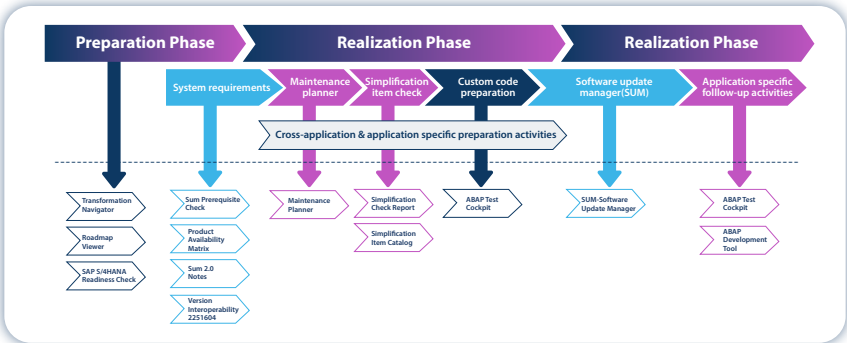 Preparation Phase
Realization Phase
Realization Phase
System requirements
Maintenance
planner
Simplification
item check
Custom code
preparation
Software update
manager(SUM)
Application specific
folllow-up activities
Cross-application & application specific preparation activities
Transformation
Navigator
Roadmap
Viewer
SAP S/4HANA
Readiness Check
Sum Prerequisite
Check
Product
Availability
Matrix
Sum 2.0
Notes
Version
Interoperability
2251604
Maintenance
Planner
Simplification
Check Report
Simplification
Item Catalog
ABAP Test
Cockpit
SUM-Software
Update Manager
ABAP Test
Cockpit
ABAP
Development
Tool